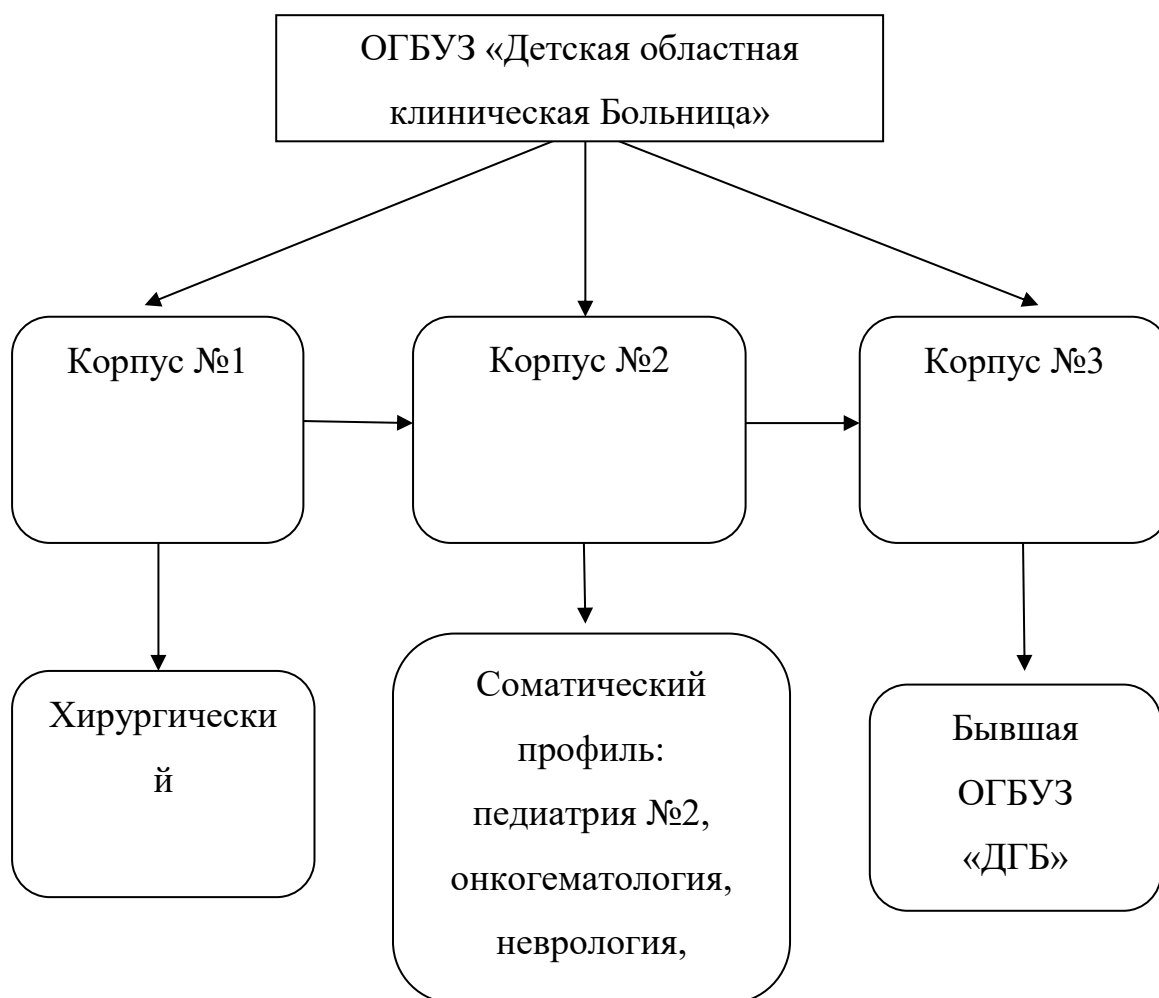 ОГБУЗ «Детская областная
клиническая Больница»
Корпус №1
Корпус №2
Корпус №3
Хирургически
й
Соматический
профиль:
педиатрия №2,
онкогематология,
неврология,
Бывшая
ОГБУЗ
«ДГБ»